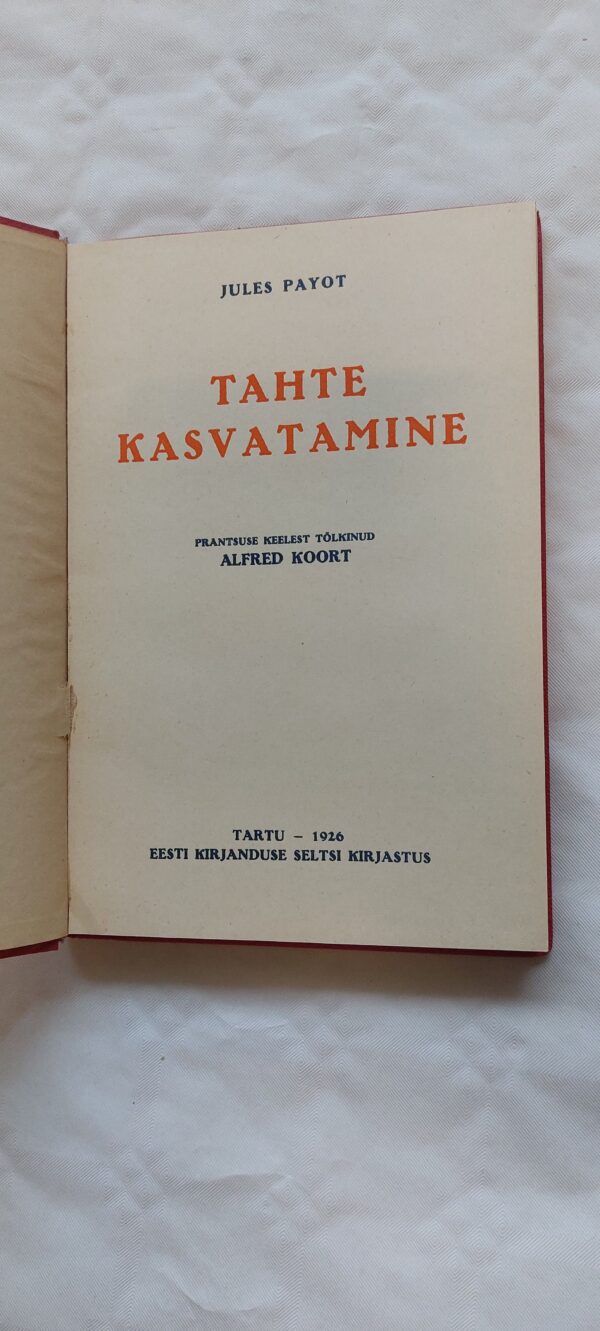 JULES PAYOT
TAHTE
KASVATAMINE
PRANTSUSE KEELEST TÕLKINUD
ALFRED KOORT
TARTU – 1926
EESTI KIRJANDUSE SELTSI KIRJASTUS